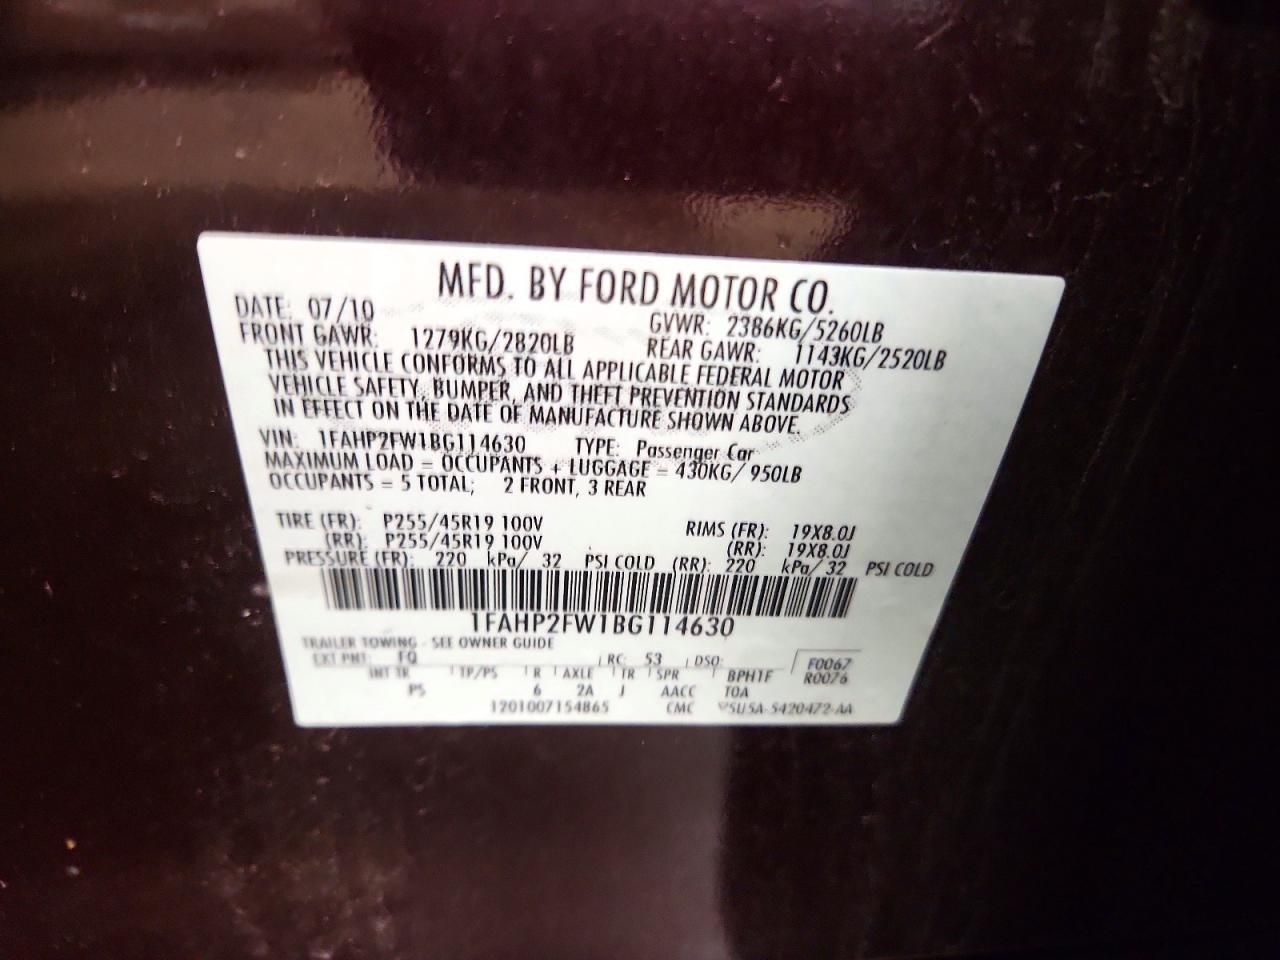 MFD. BY FORD MOTOR CO.
DATE: 07/10 GVWR: 2386KG/5260LB
FRONT GAWR: 1279KG/2820LB REAR GAWR: 1143KG/2520LB
THIS VEHICLE CONFORMS TO ALL APPLICABLE FEDERAL MOTOR
VEHICLE SAFETY, BUMPER, AND THEFT PREVENTION STANDARDS
IN EFFECT ON THE DATE OF MANUFACTURE SHOWN ABOVE.
VIN: 1FAHP2FW1BG114630 TYPE: Passenger Car
MAXIMUM LOAD = OCCUPANTS + LUGGAGE = 430KG/ 950LB
OCCUPANTS = 5 TOTAL; 2 FRONT, 3 REAR
TIRE (FR): P255/45R19 100V RIMS (FR): 19X8.0J
(RR): P255/45R19 100V (RR): 19X8.0J
PRESSURE (FR): 220 kPa/ 32 PSI COLD (RR): 220 kPa/ 32 PSI COLD
1FAHP2FW1BG114630
TRAILER TOWING - SEE OWNER GUIDE
EXT PNT: FQ RC: 53 DSO: F0067
INT TR TP/PS R AXLE TR SPR BPHTF R0076
P5 6 2A J AACC TOA
1201007154865 CMC 5U5A-5420472-AA